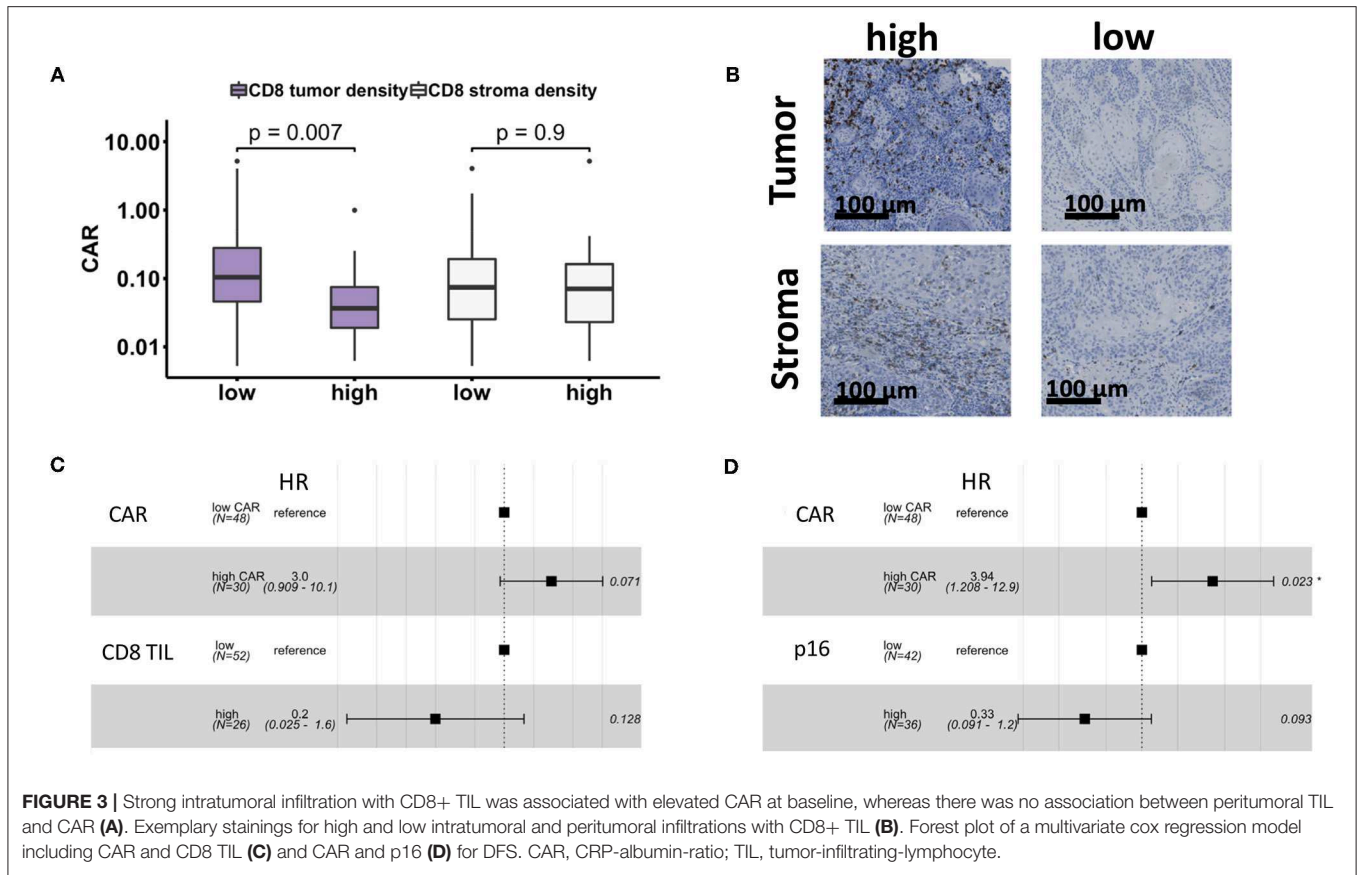 A
CD8 tumor density CD8 stroma density
p = 0.007
p = 0.9
10.00
1.00
0.10
0.01
CAR
low high low high
B
high low
Tumor
100 µm
100 µm
Stroma
100 µm
100 µm
C
HR
CAR
low CAR
(N=48)
reference
high CAR
(N=30)
3.0
(0.909 - 10.1)
0.071
CD8 TIL
low
(N=52)
reference
high
(N=26)
0.2
(0.025 - 1.6)
0.128
D
HR
CAR
low CAR
(N=48)
reference
high CAR
(N=30)
3.94
(1.208 - 12.9)
0.023 *
p16
low
(N=42)
reference
high
(N=36)
0.33
(0.091 - 1.2)
0.093
FIGURE 3 | Strong intratumoral infiltration with CD8+ TIL was associated with elevated CAR at baseline, whereas there was no association between peritumoral TIL
and CAR (A). Exemplary stainings for high and low intratumoral and peritumoral infiltrations with CD8+ TIL (B). Forest plot of a multivariate cox regression model
including CAR and CD8 TIL (C) and CAR and p16 (D) for DFS. CAR, CRP-albumin-ratio; TIL, tumor-infiltrating-lymphocyte.